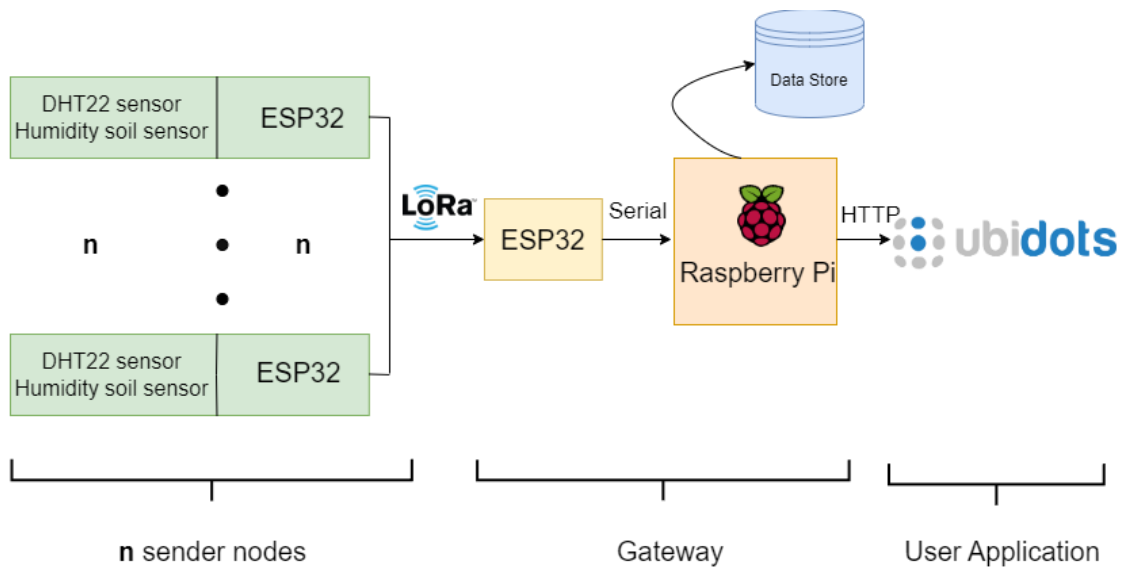 Data Store
DHT22 sensor
Humidity soil sensor
ESP32
LoRa
n
n
ESP32
Serial
Raspberry Pi
HTTP
ubidots
DHT22 sensor
Humidity soil sensor
ESP32
n sender nodes
Gateway
User Application